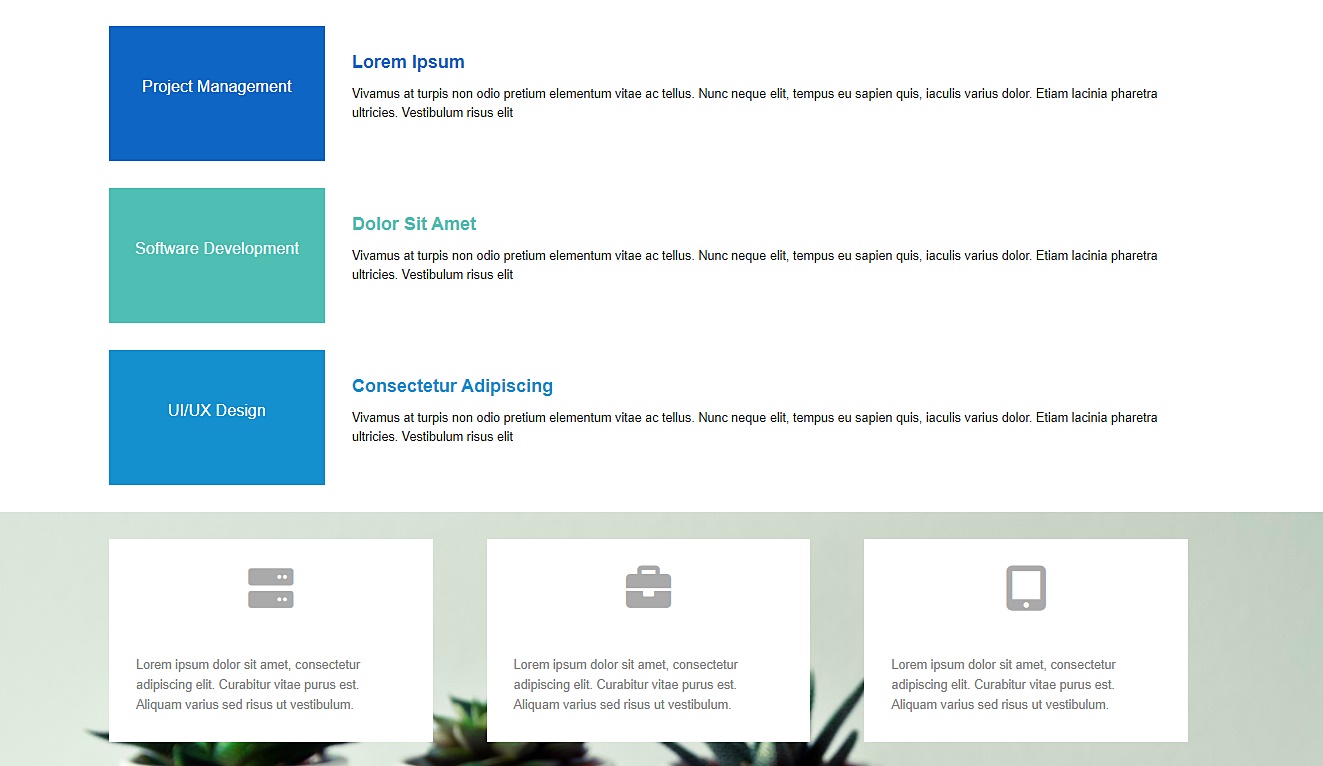 Project Management
Lorem Ipsum
Vivamus at turpis non odio pretium elementum vitae ac tellus. Nunc neque elit, tempus eu sapien quis, iaculis varius dolor. Etiam lacinia pharetra
ultricies. Vestibulum risus elit
Software Development
Dolor Sit Amet
Vivamus at turpis non odio pretium elementum vitae ac tellus. Nunc neque elit, tempus eu sapien quis, iaculis varius dolor. Etiam lacinia pharetra
ultricies. Vestibulum risus elit
UI/UX Design
Consectetur Adipiscing
Vivamus at turpis non odio pretium elementum vitae ac tellus. Nunc neque elit, tempus eu sapien quis, iaculis varius dolor. Etiam lacinia pharetra
ultricies. Vestibulum risus elit
Lorem ipsum dolor sit amet, consectetur
adipiscing elit. Curabitur vitae purus est.
Aliquam varius sed risus ut vestibulum.
Lorem ipsum dolor sit amet, consectetur
adipiscing elit. Curabitur vitae purus est.
Aliquam varius sed risus ut vestibulum.
Lorem ipsum dolor sit amet, consectetur
adipiscing elit. Curabitur vitae purus est.
Aliquam varius sed risus ut vestibulum.